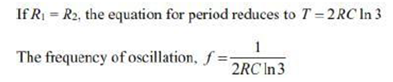 If R₁ = R₂, the equation for period reduces to T = 2RC ln 3
The frequency of oscillation, f = 1 / 2RC ln 3